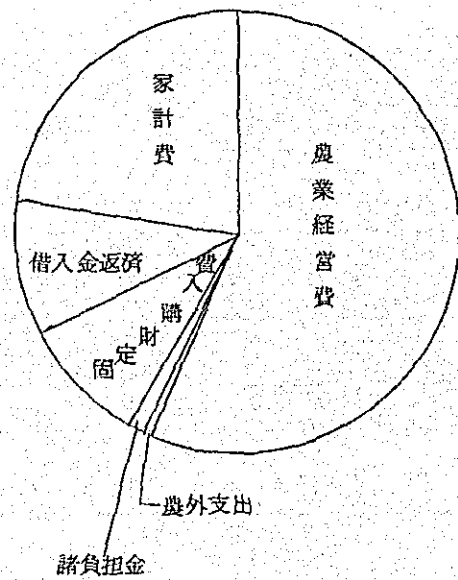 家計費
農業経営費
借入金返済
固定財購入費
農外支出
諸負担金